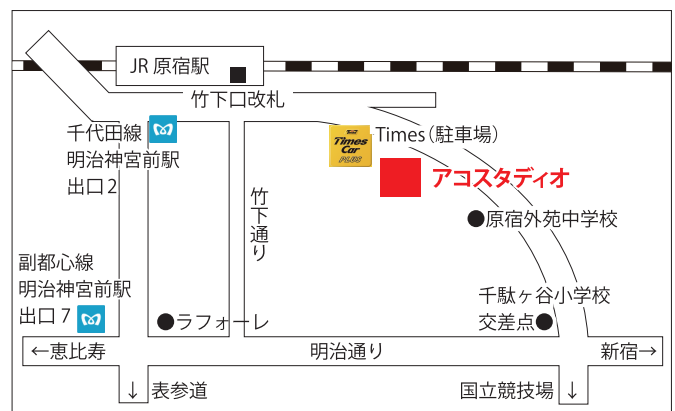 JR 原宿駅
竹下口改札
千代田線
明治神宮前駅
出口2
Times Car
PLUS
Times(駐車場)
アコスタディオ
竹下通り
原宿外苑中学校
副都心線
明治神宮前駅
出口7
ラフォーレ
千駄ヶ谷小学校
交差点
←恵比寿
明治通り
新宿→
↓表参道
国立競技場↓